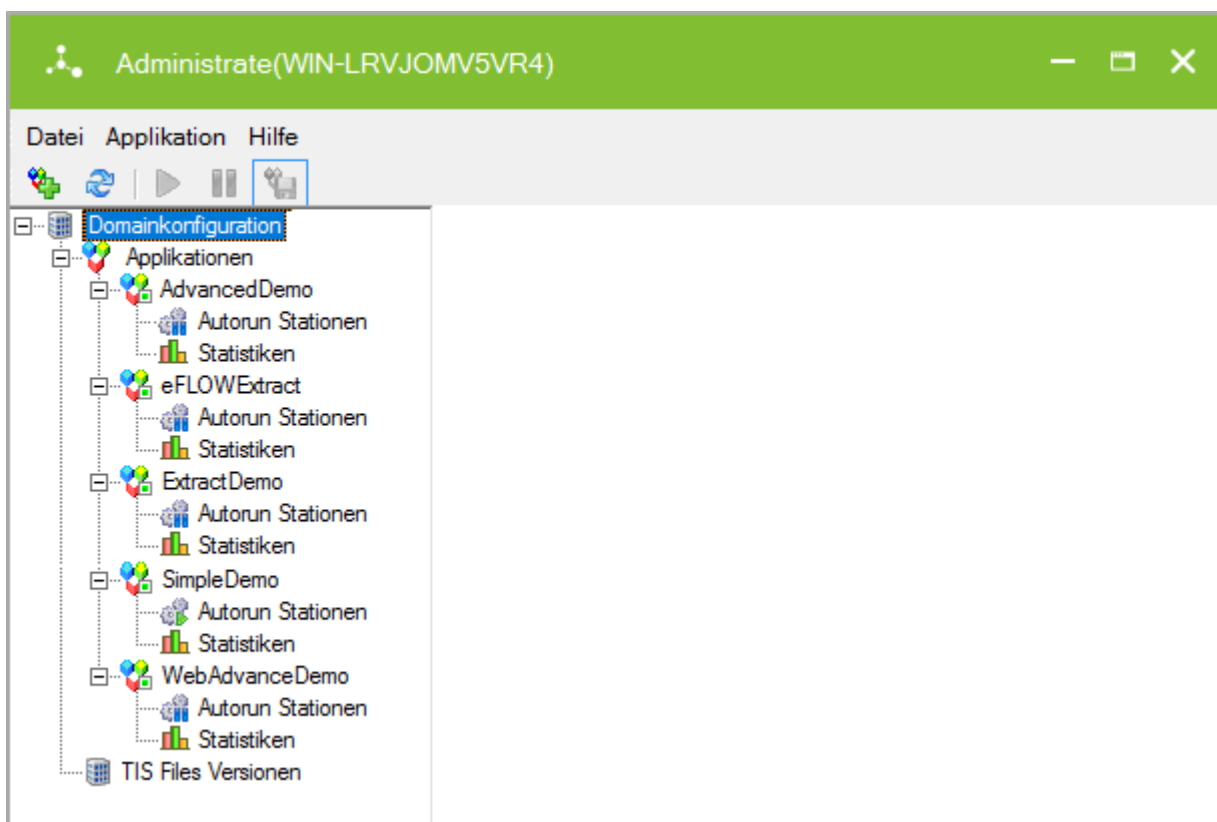 Administrate(WIN-LRVJOMV5VR4)
Datei Applikation Hilfe
Domainkonfiguration
Applikationen
AdvancedDemo
Autorun Stationen
Statistiken
eFLOWExtract
Autorun Stationen
Statistiken
ExtractDemo
Autorun Stationen
Statistiken
SimpleDemo
Autorun Stationen
Statistiken
WebAdvanceDemo
Autorun Stationen
Statistiken
TIS Files Versionen